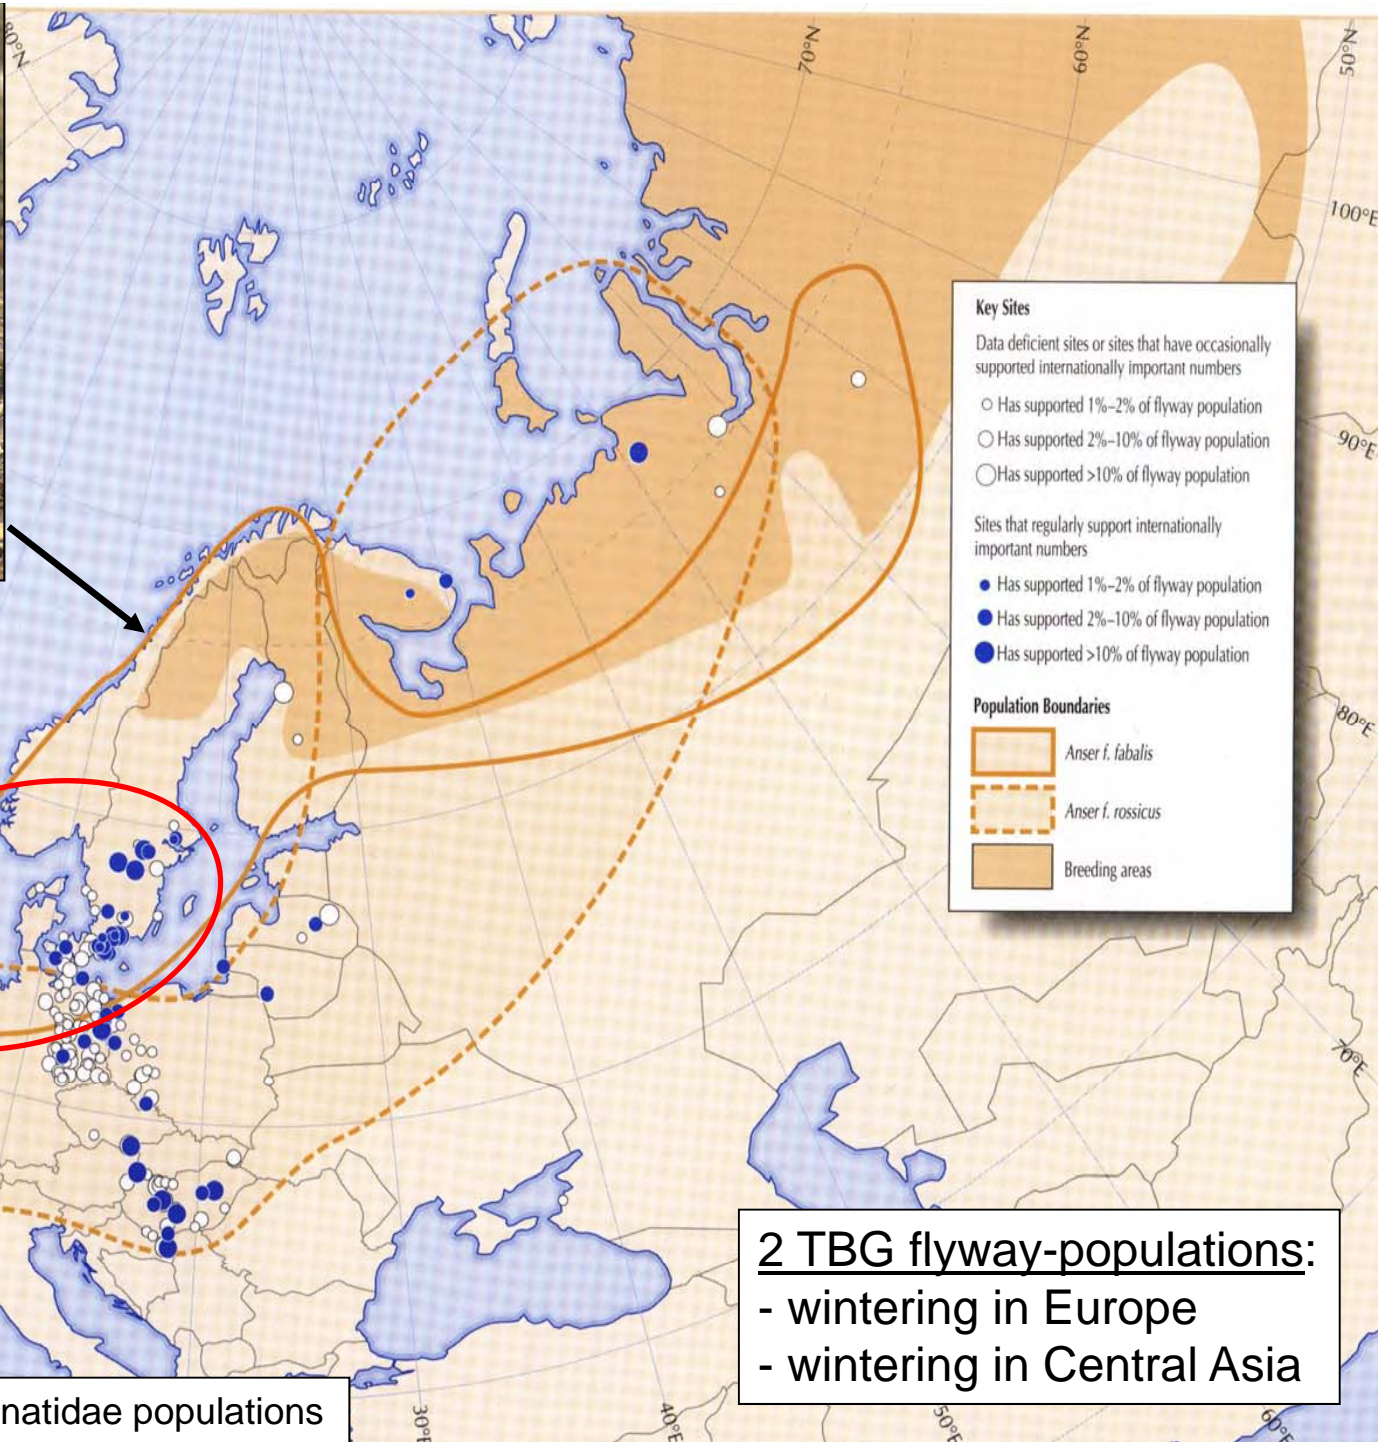 80°N
70°N
60°N
50°N
100°E
90°E
80°E
70°E
Key Sites
Data deficient sites or sites that have occasionally
supported internationally important numbers
Has supported 1%–2% of flyway population
Has supported 2%–10% of flyway population
Has supported >10% of flyway population
Sites that regularly support internationally
important numbers
Has supported 1%–2% of flyway population
Has supported 2%–10% of flyway population
Has supported >10% of flyway population
Population Boundaries
Anser f. fabalis
Anser f. rossicus
Breeding areas
2 TBG flyway-populations:
- wintering in Europe
- wintering in Central Asia
natidae populations
30°E
40°E
50°E
60°E